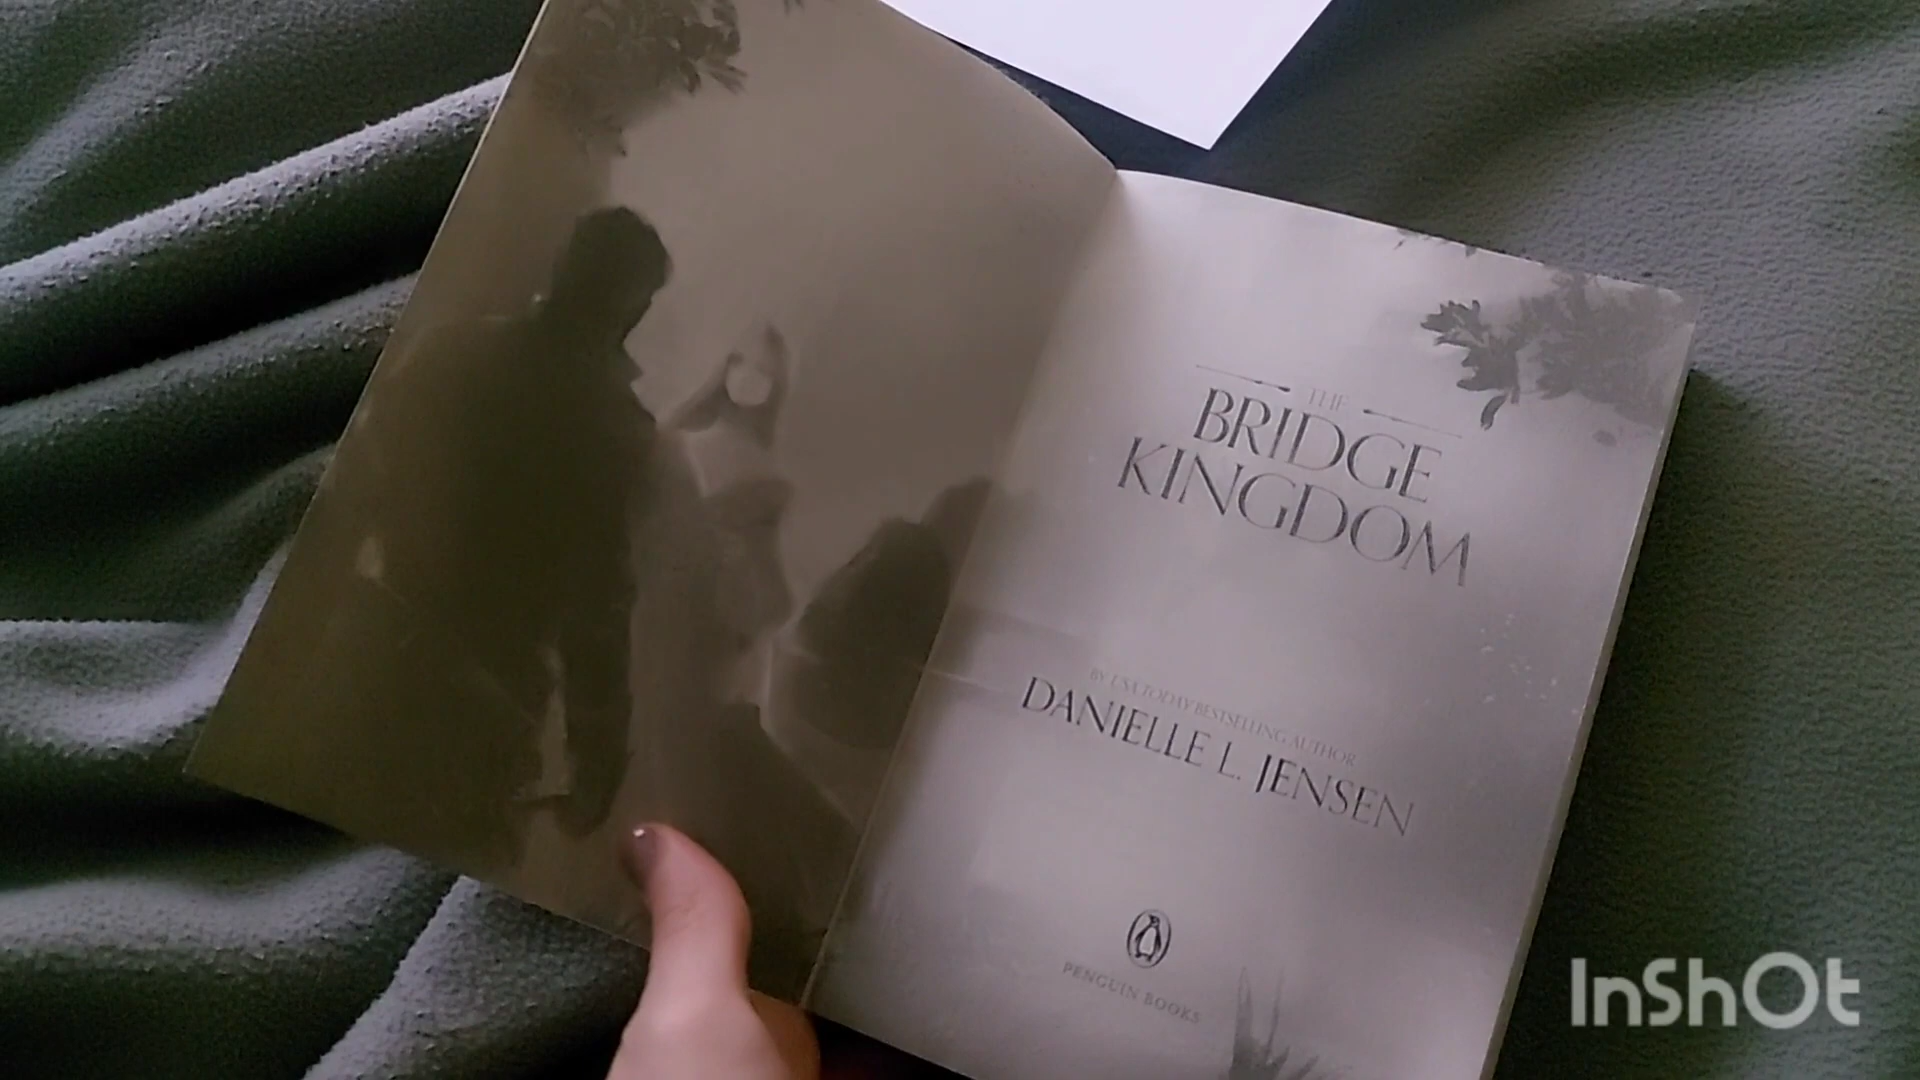 THE
BRIDGE
KINGDOM
BY USA TODAY BESTSELLING AUTHOR
DANIELLE L. JENSEN
PENGUIN BOOKS
InShOt